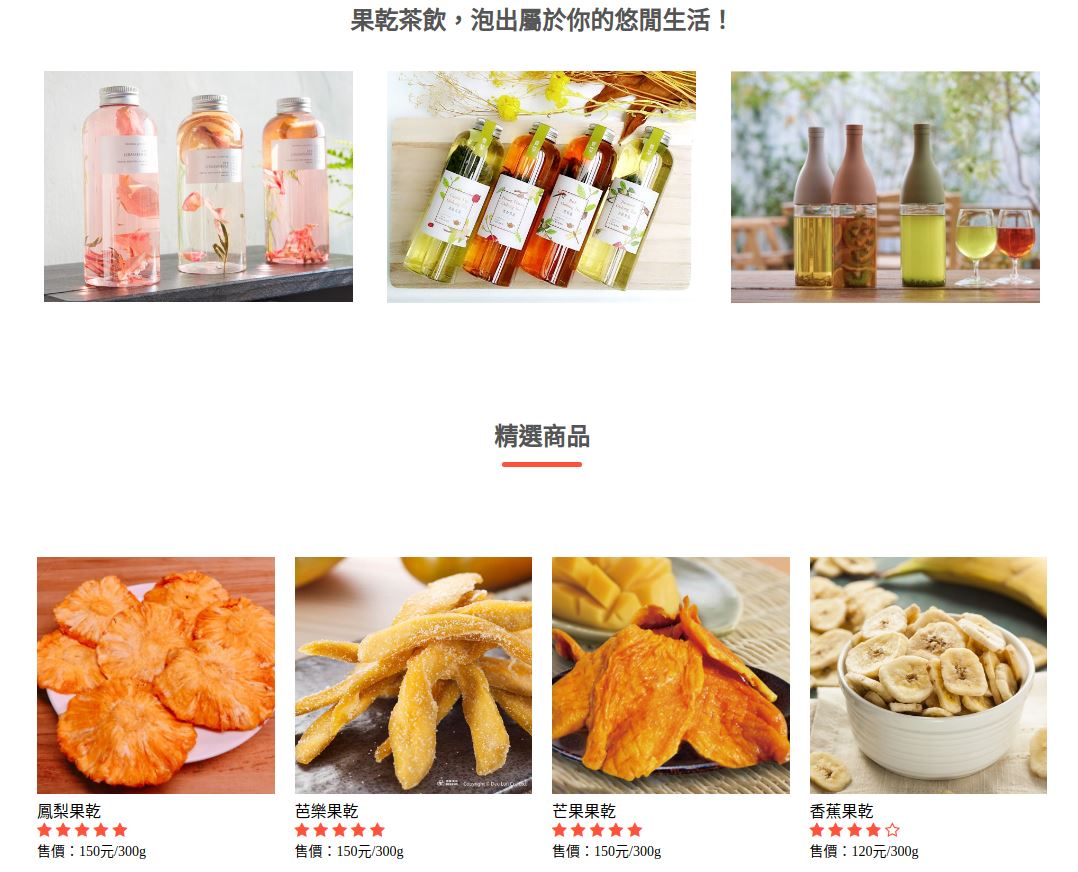 果乾茶飲，泡出屬於你的悠閒生活！
精選商品
鳳梨果乾
售價：150元/300g
芭樂果乾
售價：150元/300g
芒果果乾
售價：150元/300g
香蕉果乾
售價：120元/300g